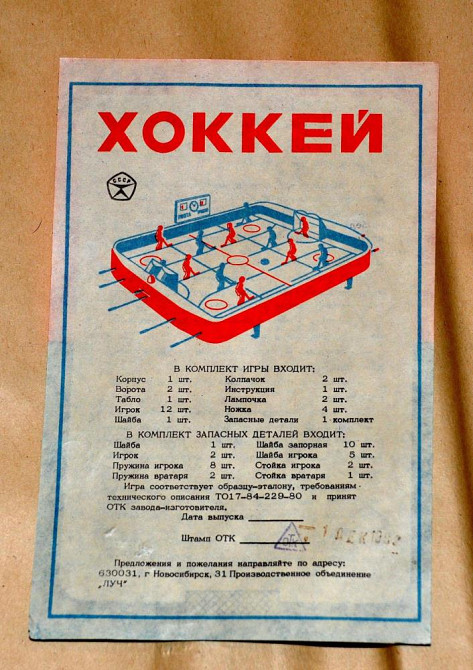 ХОККЕЙ
СССР
В КОМПЛЕКТ ИГРЫ ВХОДИТ:
Корпус 1 шт. Колпачок 2 шт.
Ворота 2 шт. Инструкция 1 шт.
Табло 1 шт. Лампочка 2 шт.
Игрок 12 шт. Ножка 4 шт.
Шайба 1 шт. Запасные детали 1 комплект
В КОМПЛЕКТ ЗАПАСНЫХ ДЕТАЛЕЙ ВХОДИТ:
Шайба 1 шт. Шайба запорная 10 шт.
Игрок 2 шт. Шайба игрока 5 шт.
Пружина игрока 8 шт. Стойка игрока 2 шт.
Пружина вратаря 2 шт. Стойка вратаря 1 шт.
Игра соответствует образцу-эталону, требованиям
технического описания ТО17-84-229-80 и принят
ОТК завода-изготовителя.
Дата выпуска
Штамп ОТК
ОТК
Предложения и пожелания направляйте по адресу:
630031, г Новосибирск, 31 Производственное объединение
„ЛУЧ"